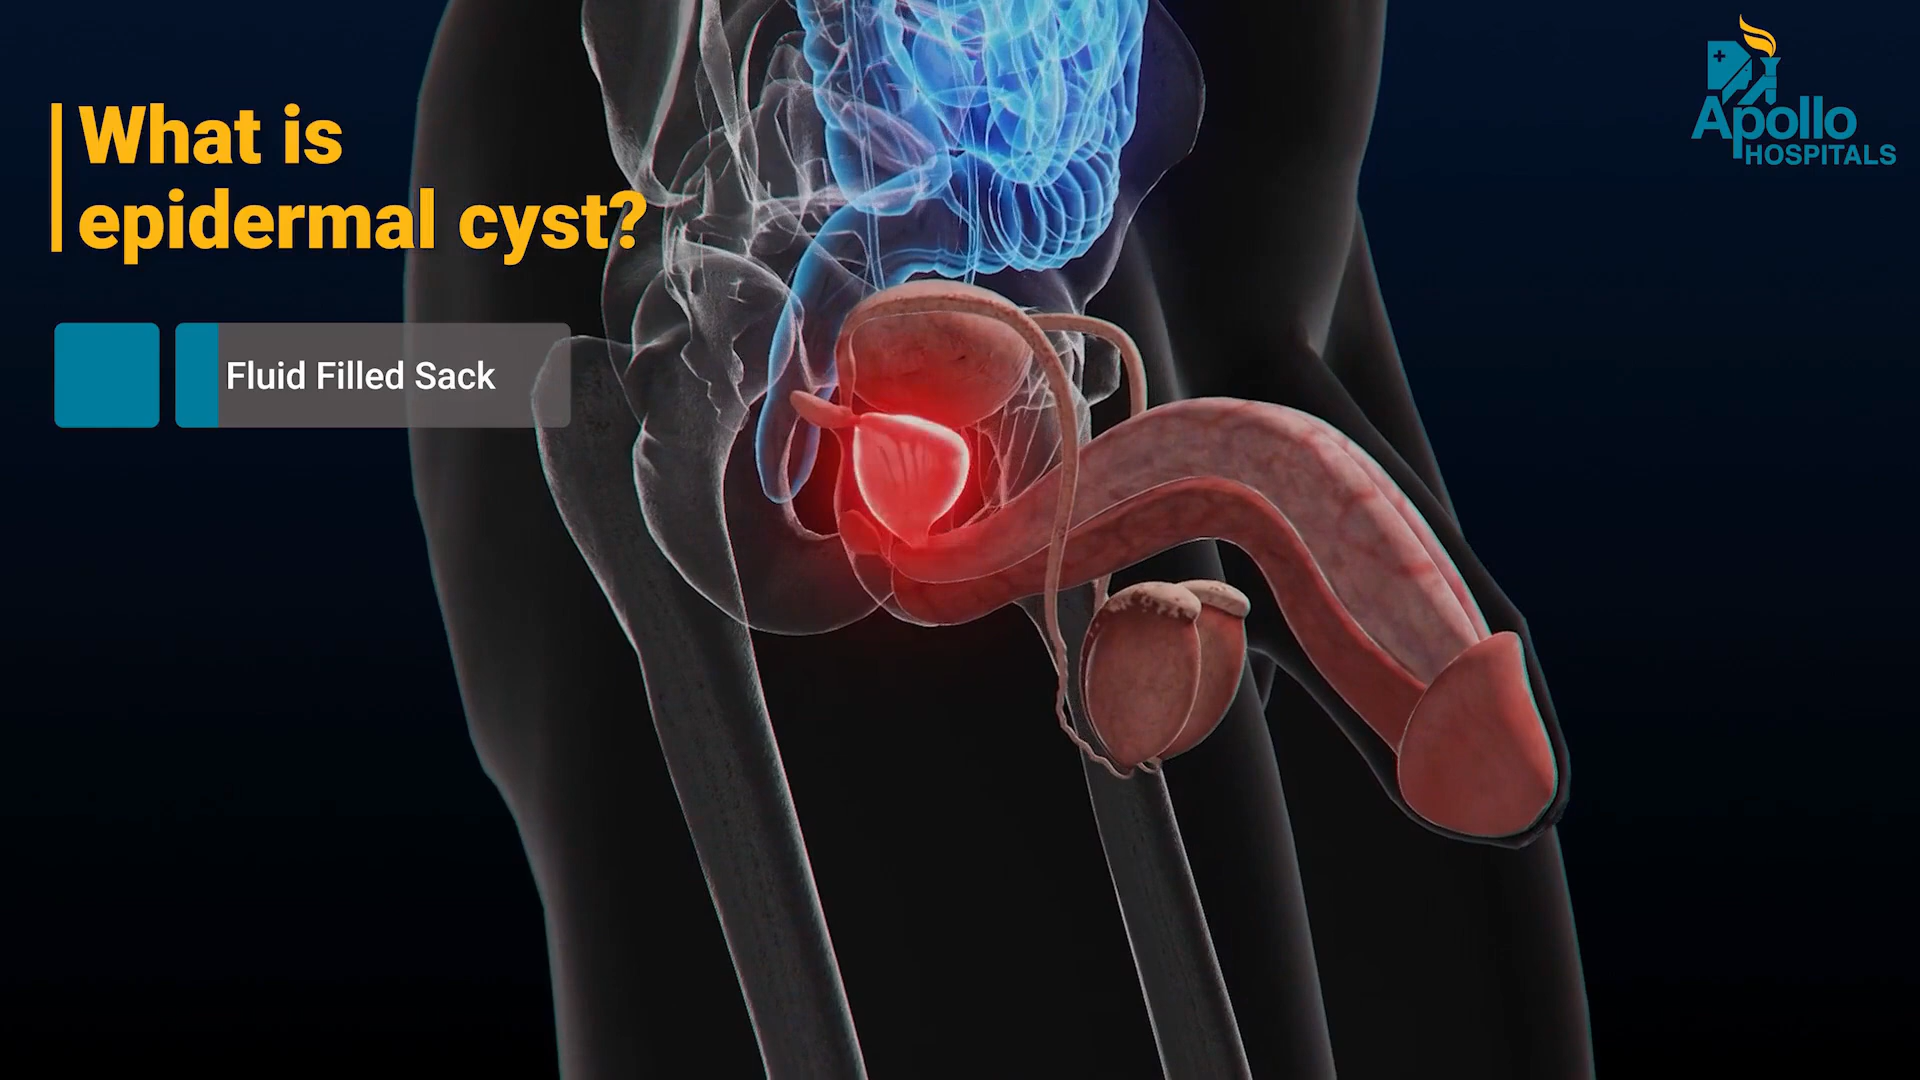 What is
epidermal cyst?
Fluid Filled Sack
Apollo
HOSPITALS